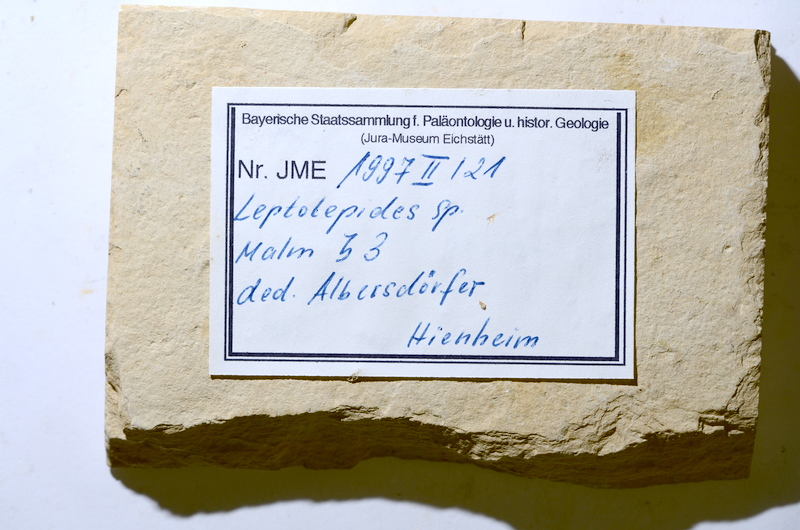 Bayerische Staatssammlung f. Paläontologie u. histor. Geologie
(Jura-Museum Eichstätt)
Nr. JME 1997 II / 21
Leptolepides sp.
Malm ζ 3
ded. Albersdörfer
Hienheim